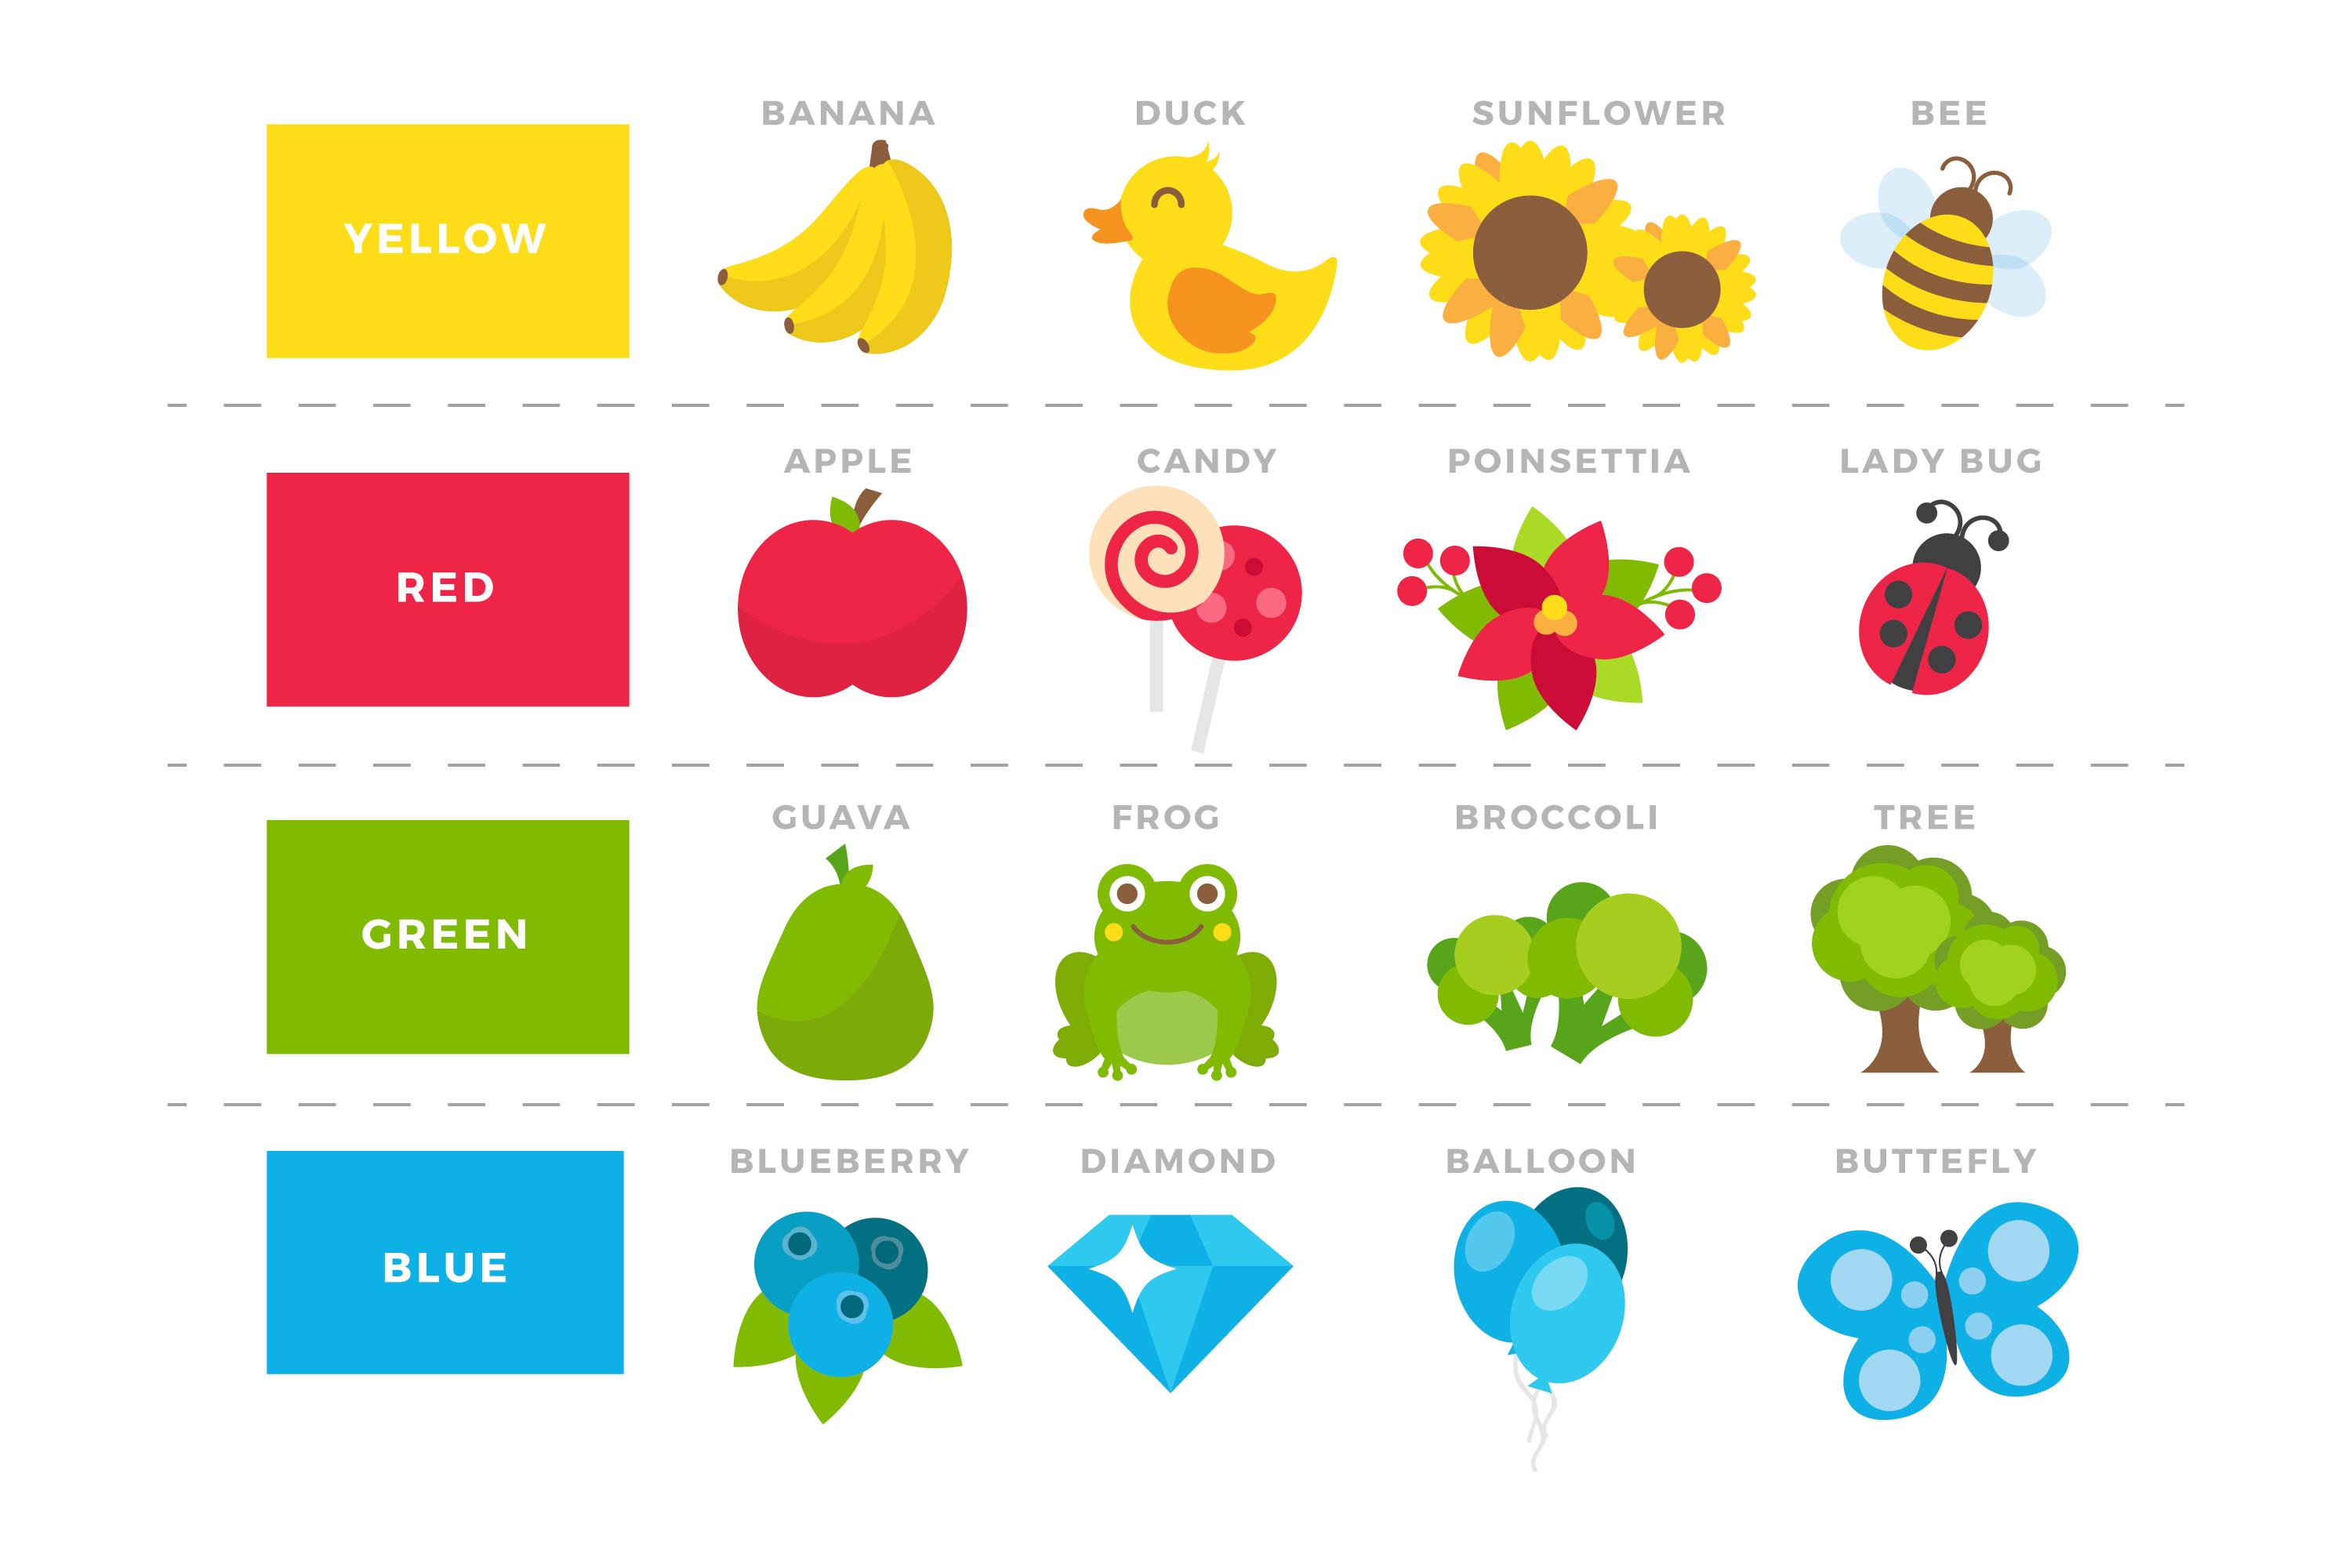 BANANA DUCK SUNFLOWER BEE
YELLOW
APPLE CANDY POINSETTIA LADY BUG
RED
GUAVA FROG BROCCOLI TREE
GREEN
BLUEBERRY DIAMOND BALLOON BUTTEFLY
BLUE